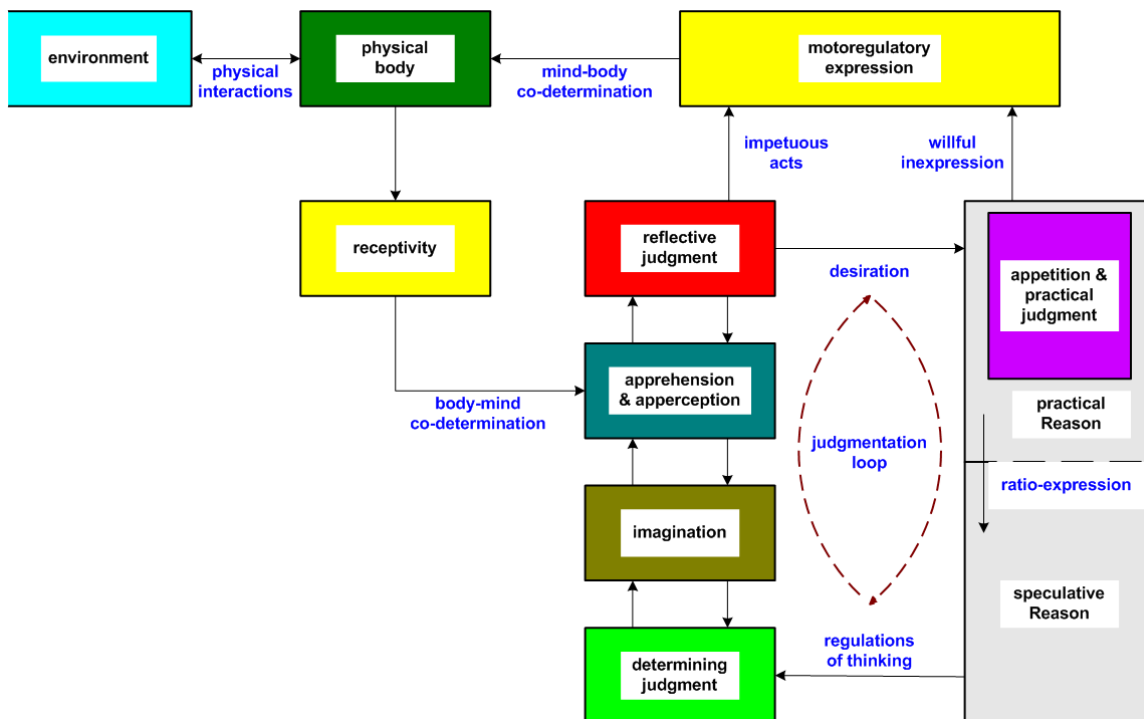 environment
physical
interactions
physical
body
mind-body
co-determination
motoregulatory
expression
impetuous
acts
willful
inexpression
receptivity
reflective
judgment
desiration
appetition &
practical
judgment
body-mind
co-determination
apprehension
& apperception
judgmentation
loop
practical
Reason
ratio-expression
imagination
speculative
Reason
determining
judgment
regulations
of thinking